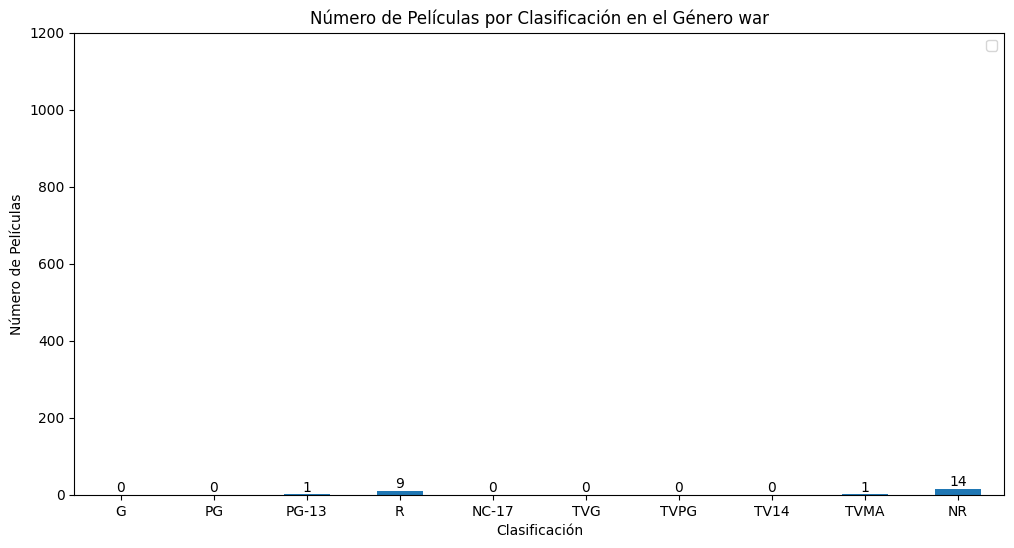 Número de Películas por Clasificación en el Género war
Número de Películas
1200
1000
800
600
400
200
0
0 0 1 9 0 0 0 0 1 14
G PG PG-13 R NC-17 TVG TVPG TV14 TVMA NR
Clasificación